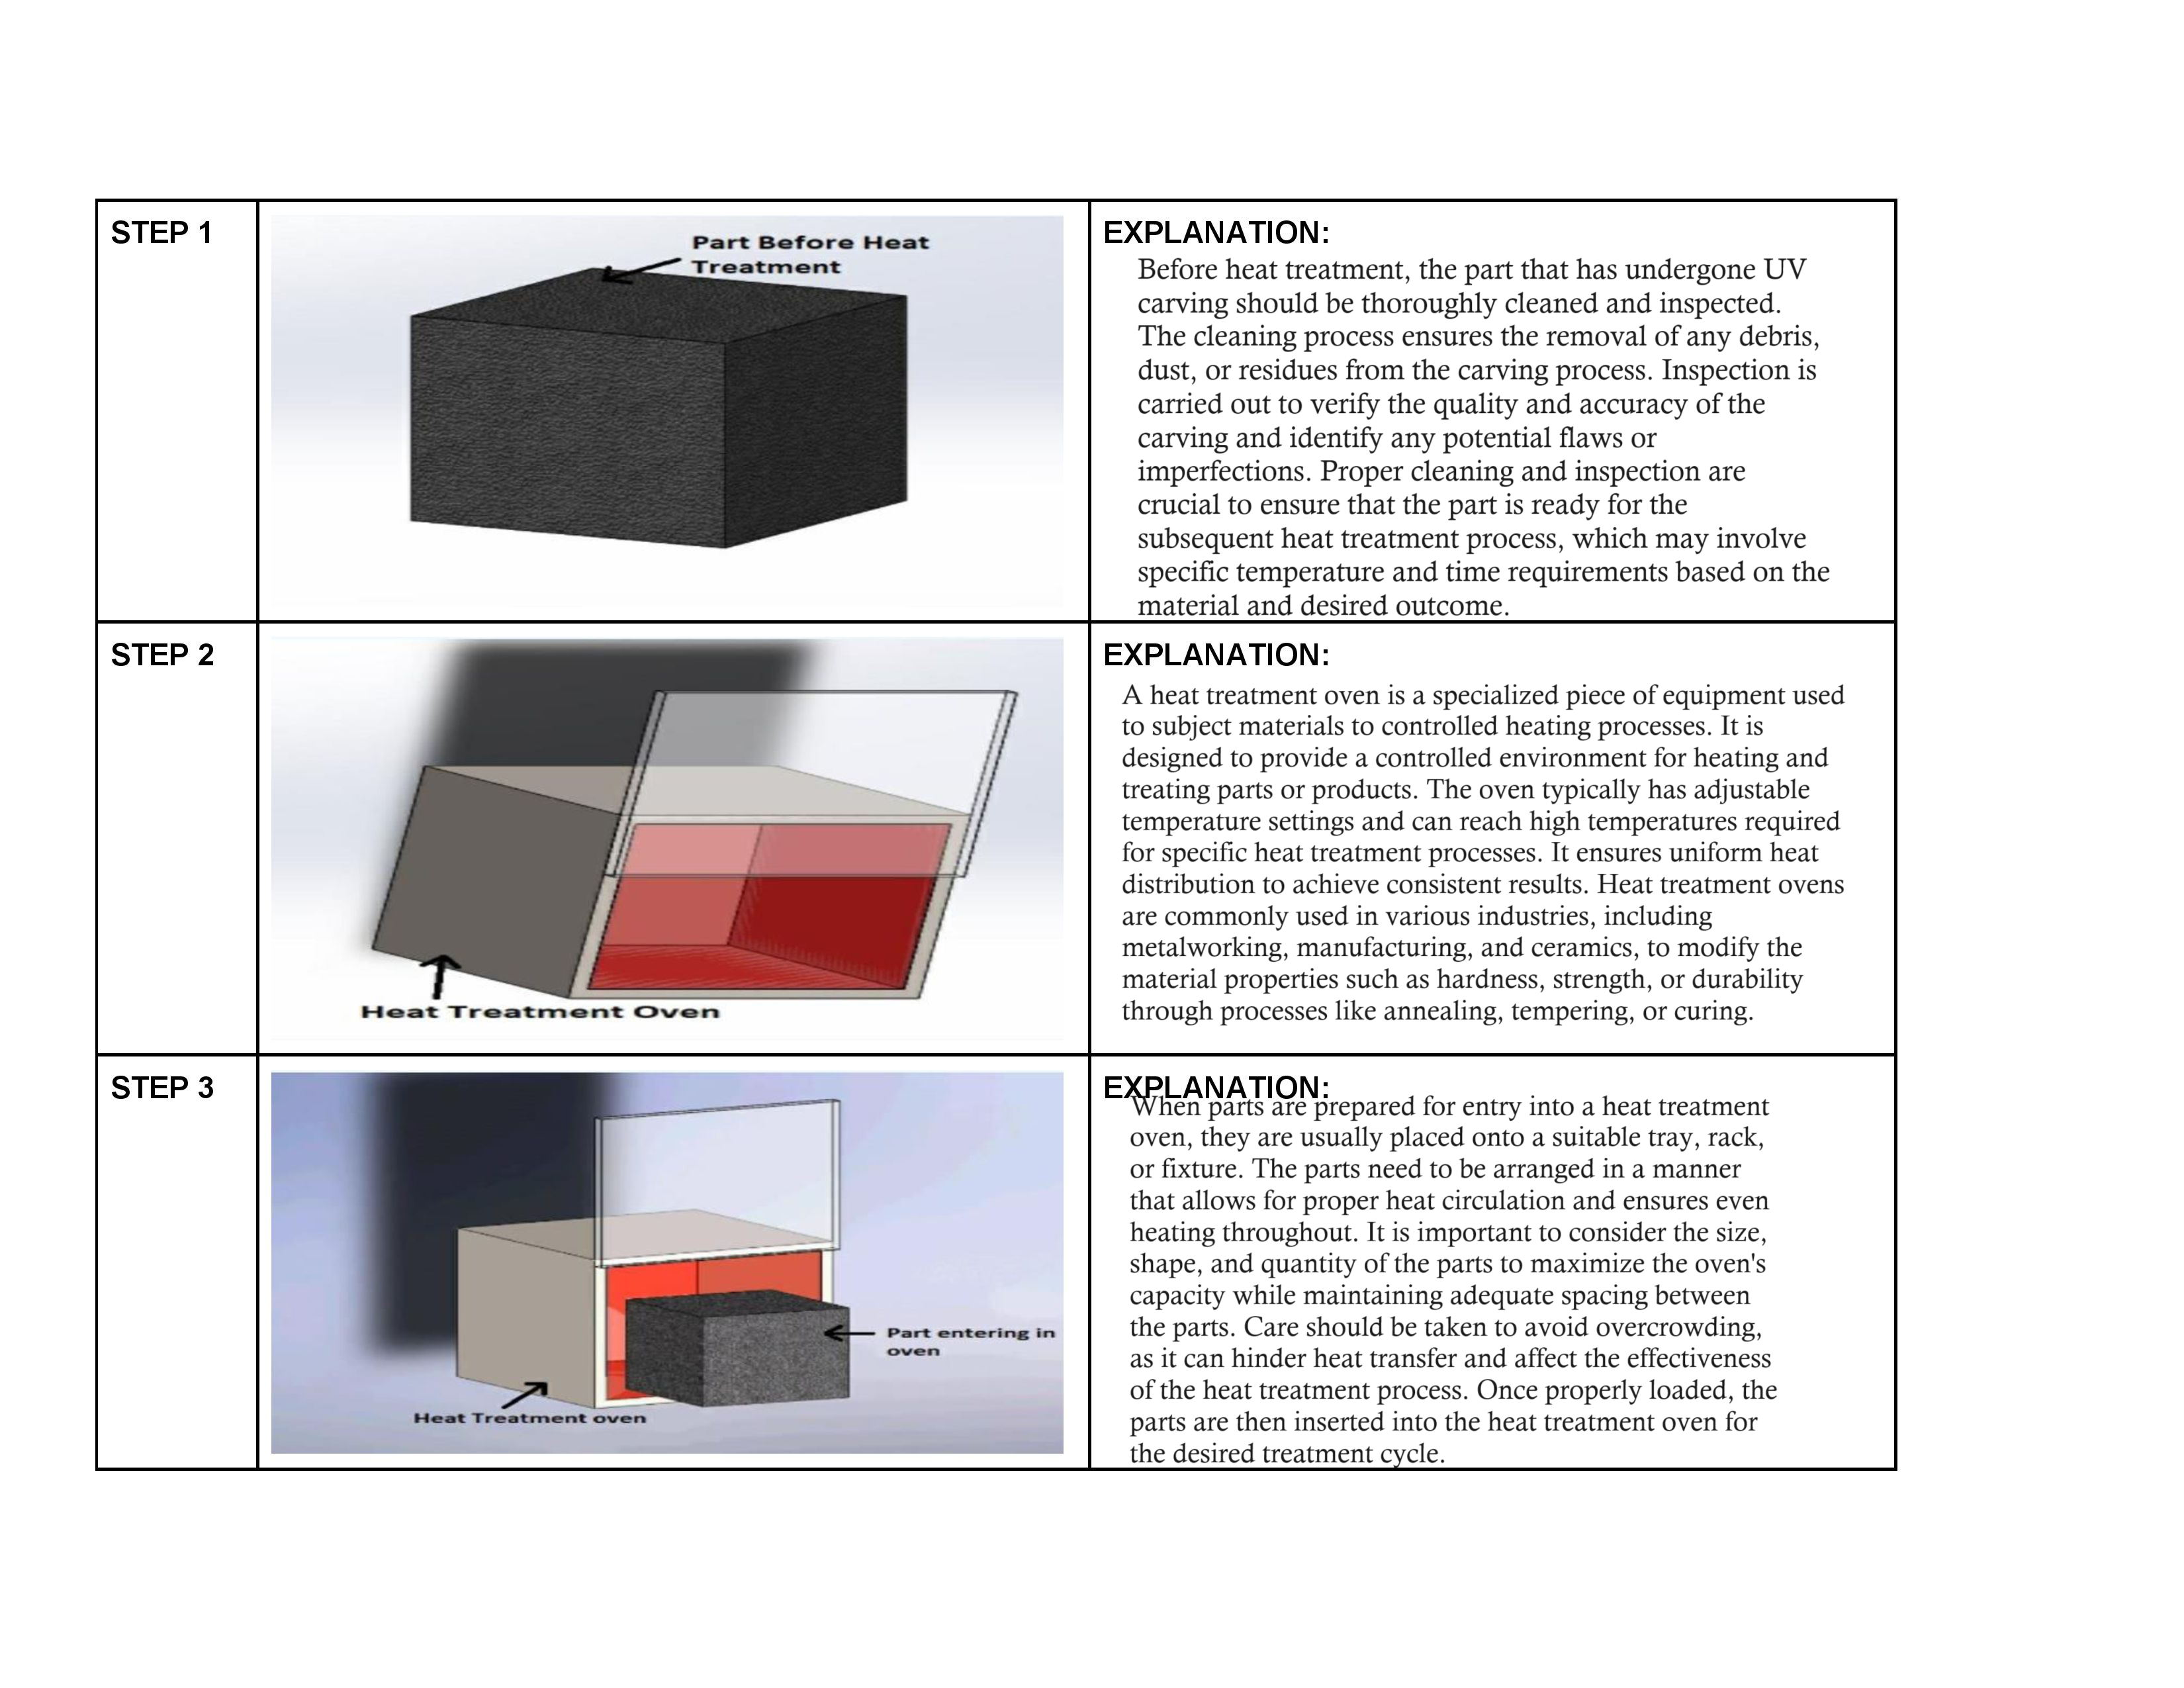 STEP 1
Part Before Heat
Treatment
EXPLANATION:
Before heat treatment, the part that has undergone UV
carving should be thoroughly cleaned and inspected.
The cleaning process ensures the removal of any debris,
dust, or residues from the carving process. Inspection is
carried out to verify the quality and accuracy of the
carving and identify any potential flaws or
imperfections. Proper cleaning and inspection are
crucial to ensure that the part is ready for the
subsequent heat treatment process, which may involve
specific temperature and time requirements based on the
material and desired outcome.
STEP 2
Heat Treatment Oven
EXPLANATION:
A heat treatment oven is a specialized piece of equipment used
to subject materials to controlled heating processes. It is
designed to provide a controlled environment for heating and
treating parts or products. The oven typically has adjustable
temperature settings and can reach high temperatures required
for specific heat treatment processes. It ensures uniform heat
distribution to achieve consistent results. Heat treatment ovens
are commonly used in various industries, including
metalworking, manufacturing, and ceramics, to modify the
material properties such as hardness, strength, or durability
through processes like annealing, tempering, or curing.
STEP 3
Part entering in
oven
Heat Treatment oven
EXPLANATION:
When parts are prepared for entry into a heat treatment
oven, they are usually placed onto a suitable tray, rack,
or fixture. The parts need to be arranged in a manner
that allows for proper heat circulation and ensures even
heating throughout. It is important to consider the size,
shape, and quantity of the parts to maximize the oven's
capacity while maintaining adequate spacing between
the parts. Care should be taken to avoid overcrowding,
as it can hinder heat transfer and affect the effectiveness
of the heat treatment process. Once properly loaded, the
parts are then inserted into the heat treatment oven for
the desired treatment cycle.